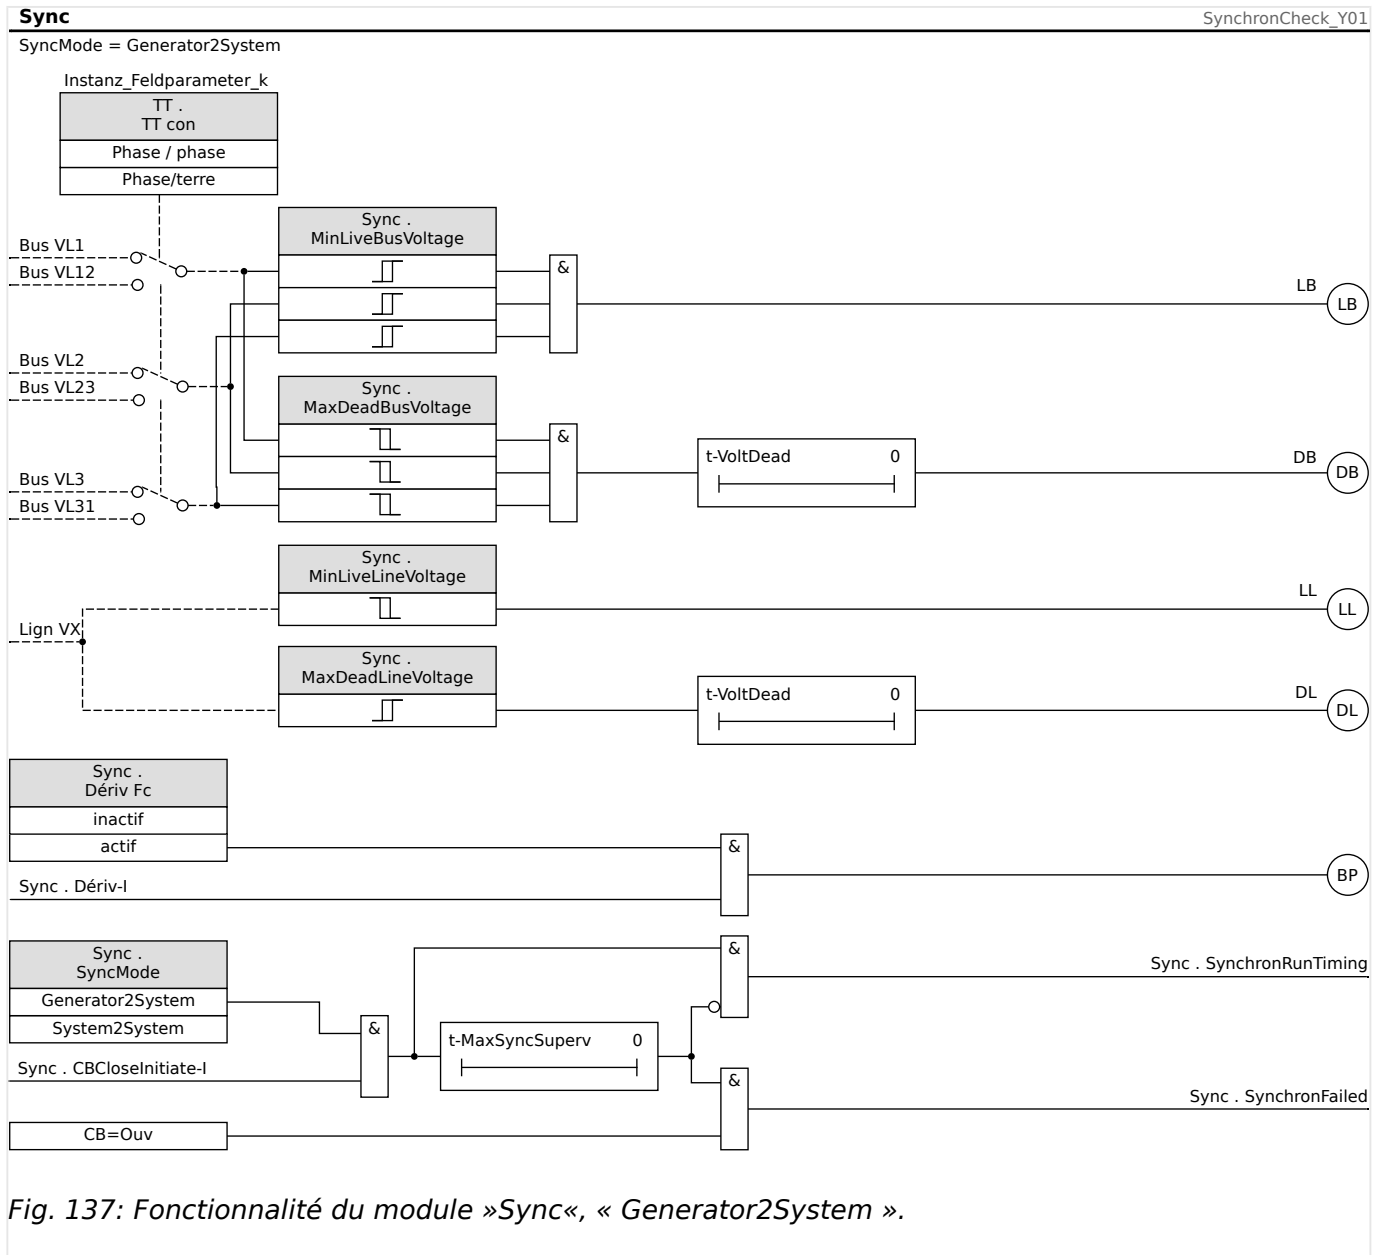 Sync
SynchronCheck_Y01
SyncMode = Generator2System
Instanz_Feldparameter_k
TT .
TT con
Phase / phase
Phase/terre
Sync .
MinLiveBusVoltage
Bus VL1
Bus VL12
&
LB
LB
Bus VL2
Bus VL23
Sync .
MaxDeadBusVoltage
&
t-VoltDead 0
DB
DB
Bus VL3
Bus VL31
Sync .
MinLiveLineVoltage
LL
LL
Lign VX
Sync .
MaxDeadLineVoltage
t-VoltDead 0
DL
DL
Sync .
Dériv Fc
inactif
actif
&
BP
Sync . Dériv-I
Sync .
SyncMode
Generator2System
System2System
&
Sync . SynchronRunTiming
&
t-MaxSyncSuperv 0
Sync . CBCloseInitiate-I
&
Sync . SynchronFailed
CB=Ouv
Fig. 137: Fonctionnalité du module »Sync«, « Generator2System ».